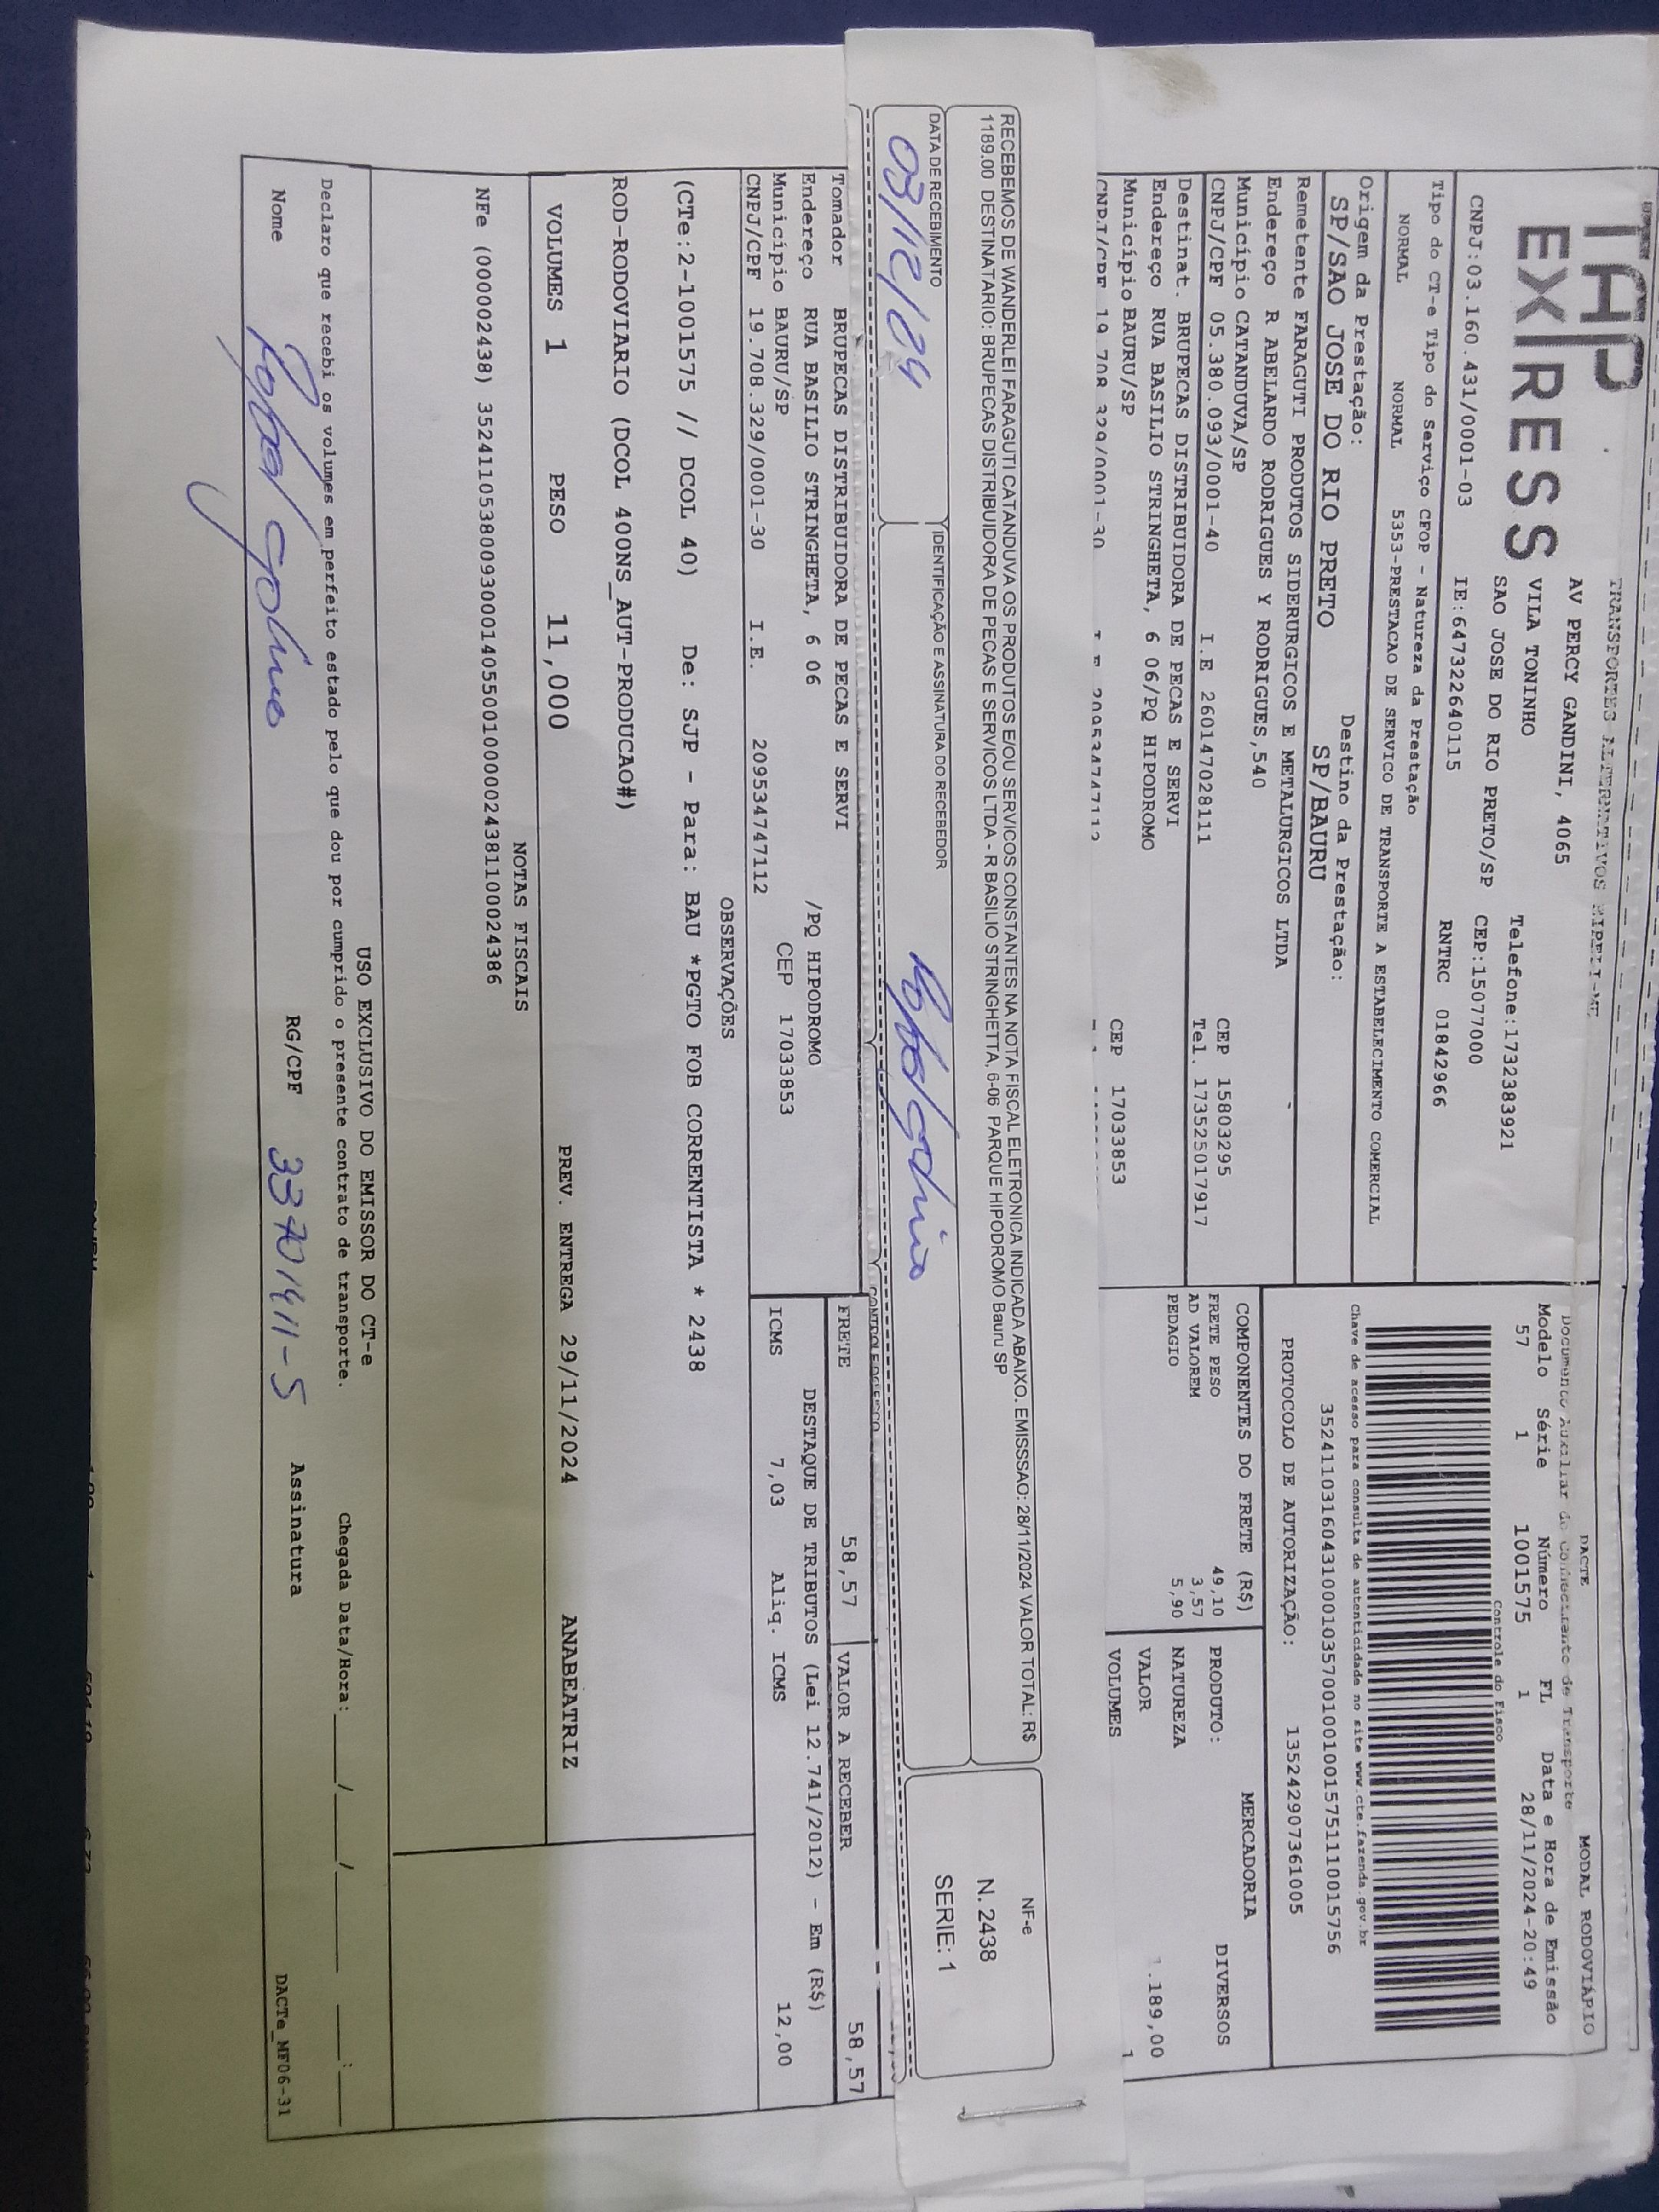 TAP
EXPRESS
TRANSPORTES ALTERNATIVOS EIRELI-ME
AV PERCY GANDINI, 4065
VILA TONINHO
Telefone:1732383921
SAO JOSE DO RIO PRETO/SP CEP:15077000
CNPJ:03.160.431/0001-03 IE:647322640115 RNTRC 01842966
Tipo do CT-e Tipo do Serviço CFOP - Natureza da Prestação
NORMAL NORMAL 5353-PRESTACAO DE SERVICO DE TRANSPORTE A ESTABELECIMENTO COMERCIAL
Origem da Prestação: Destino da Prestação:
SP/SAO JOSE DO RIO PRETO SP/BAURU
Remetente FARAGUTI PRODUTOS SIDERURGICOS E METALURGICOS LTDA
Endereço R ABELARDO RODRIGUES Y RODRIGUES,540
Município CATANDUVA/SP CEP 15803295
CNPJ/CPF 05.380.093/0001-40 I.E 260147028111 Tel. 173525017917
Destinat. BRUPECAS DISTRIBUIDORA DE PECAS E SERVI
Endereço RUA BASILIO STRINGHETA, 6 06/PQ HIPODROMO
Município BAURU/SP CEP 17033853
CNPJ/CPF 19.708.329/0001-30 I.E 209534747112
DACTE MODAL RODOVIÁRIO
Documento Auxiliar do Conhecimento de Transporte
Modelo Série Número FL Data e Hora de Emissão
57 1 1001575 1 28/11/2024-20:49
Controle do Fisco
Chave de acesso para consulta de autenticidade no site www.cte.fazenda.gov.br
35241103160431000103570010010015751110015756
PROTOCOLO DE AUTORIZAÇÃO: 135242907361005
COMPONENTES DO FRETE (R$)
FRETE PESO 49,10
AD VALOREM 3,57
PEDAGIO 5,90
MERCADORIA
PRODUTO: DIVERSOS
NATUREZA
VALOR 1.189,00
VOLUMES 1
RECEBEMOS DE WANDERLEI FARAGUTI CATANDUVA OS PRODUTOS E/OU SERVICOS CONSTANTES NA NOTA FISCAL ELETRONICA INDICADA ABAIXO. EMISSSAO: 28/11/2024 VALOR TOTAL: R$
1189.00 DESTINATARIO: BRUPECAS DISTRIBUIDORA DE PECAS E SERVICOS LTDA - R BASILIO STRINGHETTA, 6-06 PARQUE HIPODROMO Bauru SP
DATA DE RECEBIMENTO IDENTIFICAÇÃO E ASSINATURA DO RECEBEDOR
03/12/24
NF-e
N. 2438
SERIE: 1
CONTROLE DO FISCO
Tomador BRUPECAS DISTRIBUIDORA DE PECAS E SERVI
Endereço RUA BASILIO STRINGHETA, 6 06 /PQ HIPODROMO
Município BAURU/SP CEP 17033853
CNPJ/CPF 19.708.329/0001-30 I.E. 209534747112
FRETE 58,57 VALOR A RECEBER 58,57
DESTAQUE DE TRIBUTOS (Lei 12.741/2012) - Em (R$)
ICMS 7,03 Aliq. ICMS 12,00
OBSERVAÇÕES
(CTe:2-1001575 // DCOL 40) De: SJP - Para: BAU *PGTO FOB CORRENTISTA * 2438
ROD-RODOVIARIO (DCOL 400NS_AUT-PRODUCAO#)
VOLUMES 1 PESO 11,000 PREV. ENTREGA 29/11/2024 ANABEATRIZ
NOTAS FISCAIS
NFe (000002438) 35241105380093000140550010000024381100024386
USO EXCLUSIVO DO EMISSOR DO CT-e
Declaro que recebi os volumes em perfeito estado pelo que dou por cumprido o presente contrato de transporte. Chegada Data/Hora:____/____/______ ____:____
Nome RG/CPF 33701411-5 Assinatura
DACTe_MF06-31